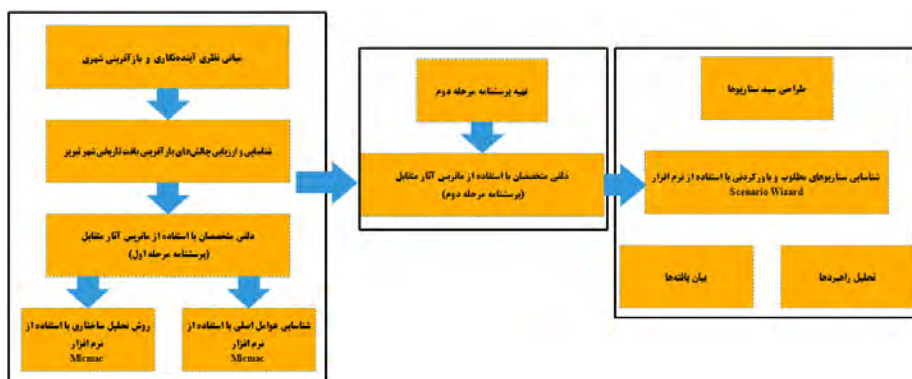 مبانی نظری آینده‌نگاری و بازآفرینی شهری
شناسایی و ارزیابی چالش‌های بازآفرینی بافت تاریخی شهر تبریز
دلفی متخصصان با استفاده از ماتریس آثار متقابل
(پرسشنامه مرحله اول)
روش تحلیل ساختاری با استفاده از
نرم افزار
Micmac
شناسایی عوامل اصلی با استفاده از
نرم افزار
Micmac
تهیه پرسشنامه مرحله دوم
دلفی متخصصان با استفاده از ماتریس آثار متقابل
(پرسشنامه مرحله دوم)
طراحی سبد سناریوها
شناسایی سناریوهای مطلوب و باورکردنی با استفاده از نرم افزار
Scenario Wizard
بیان یافته‌ها
تحلیل راهبردها